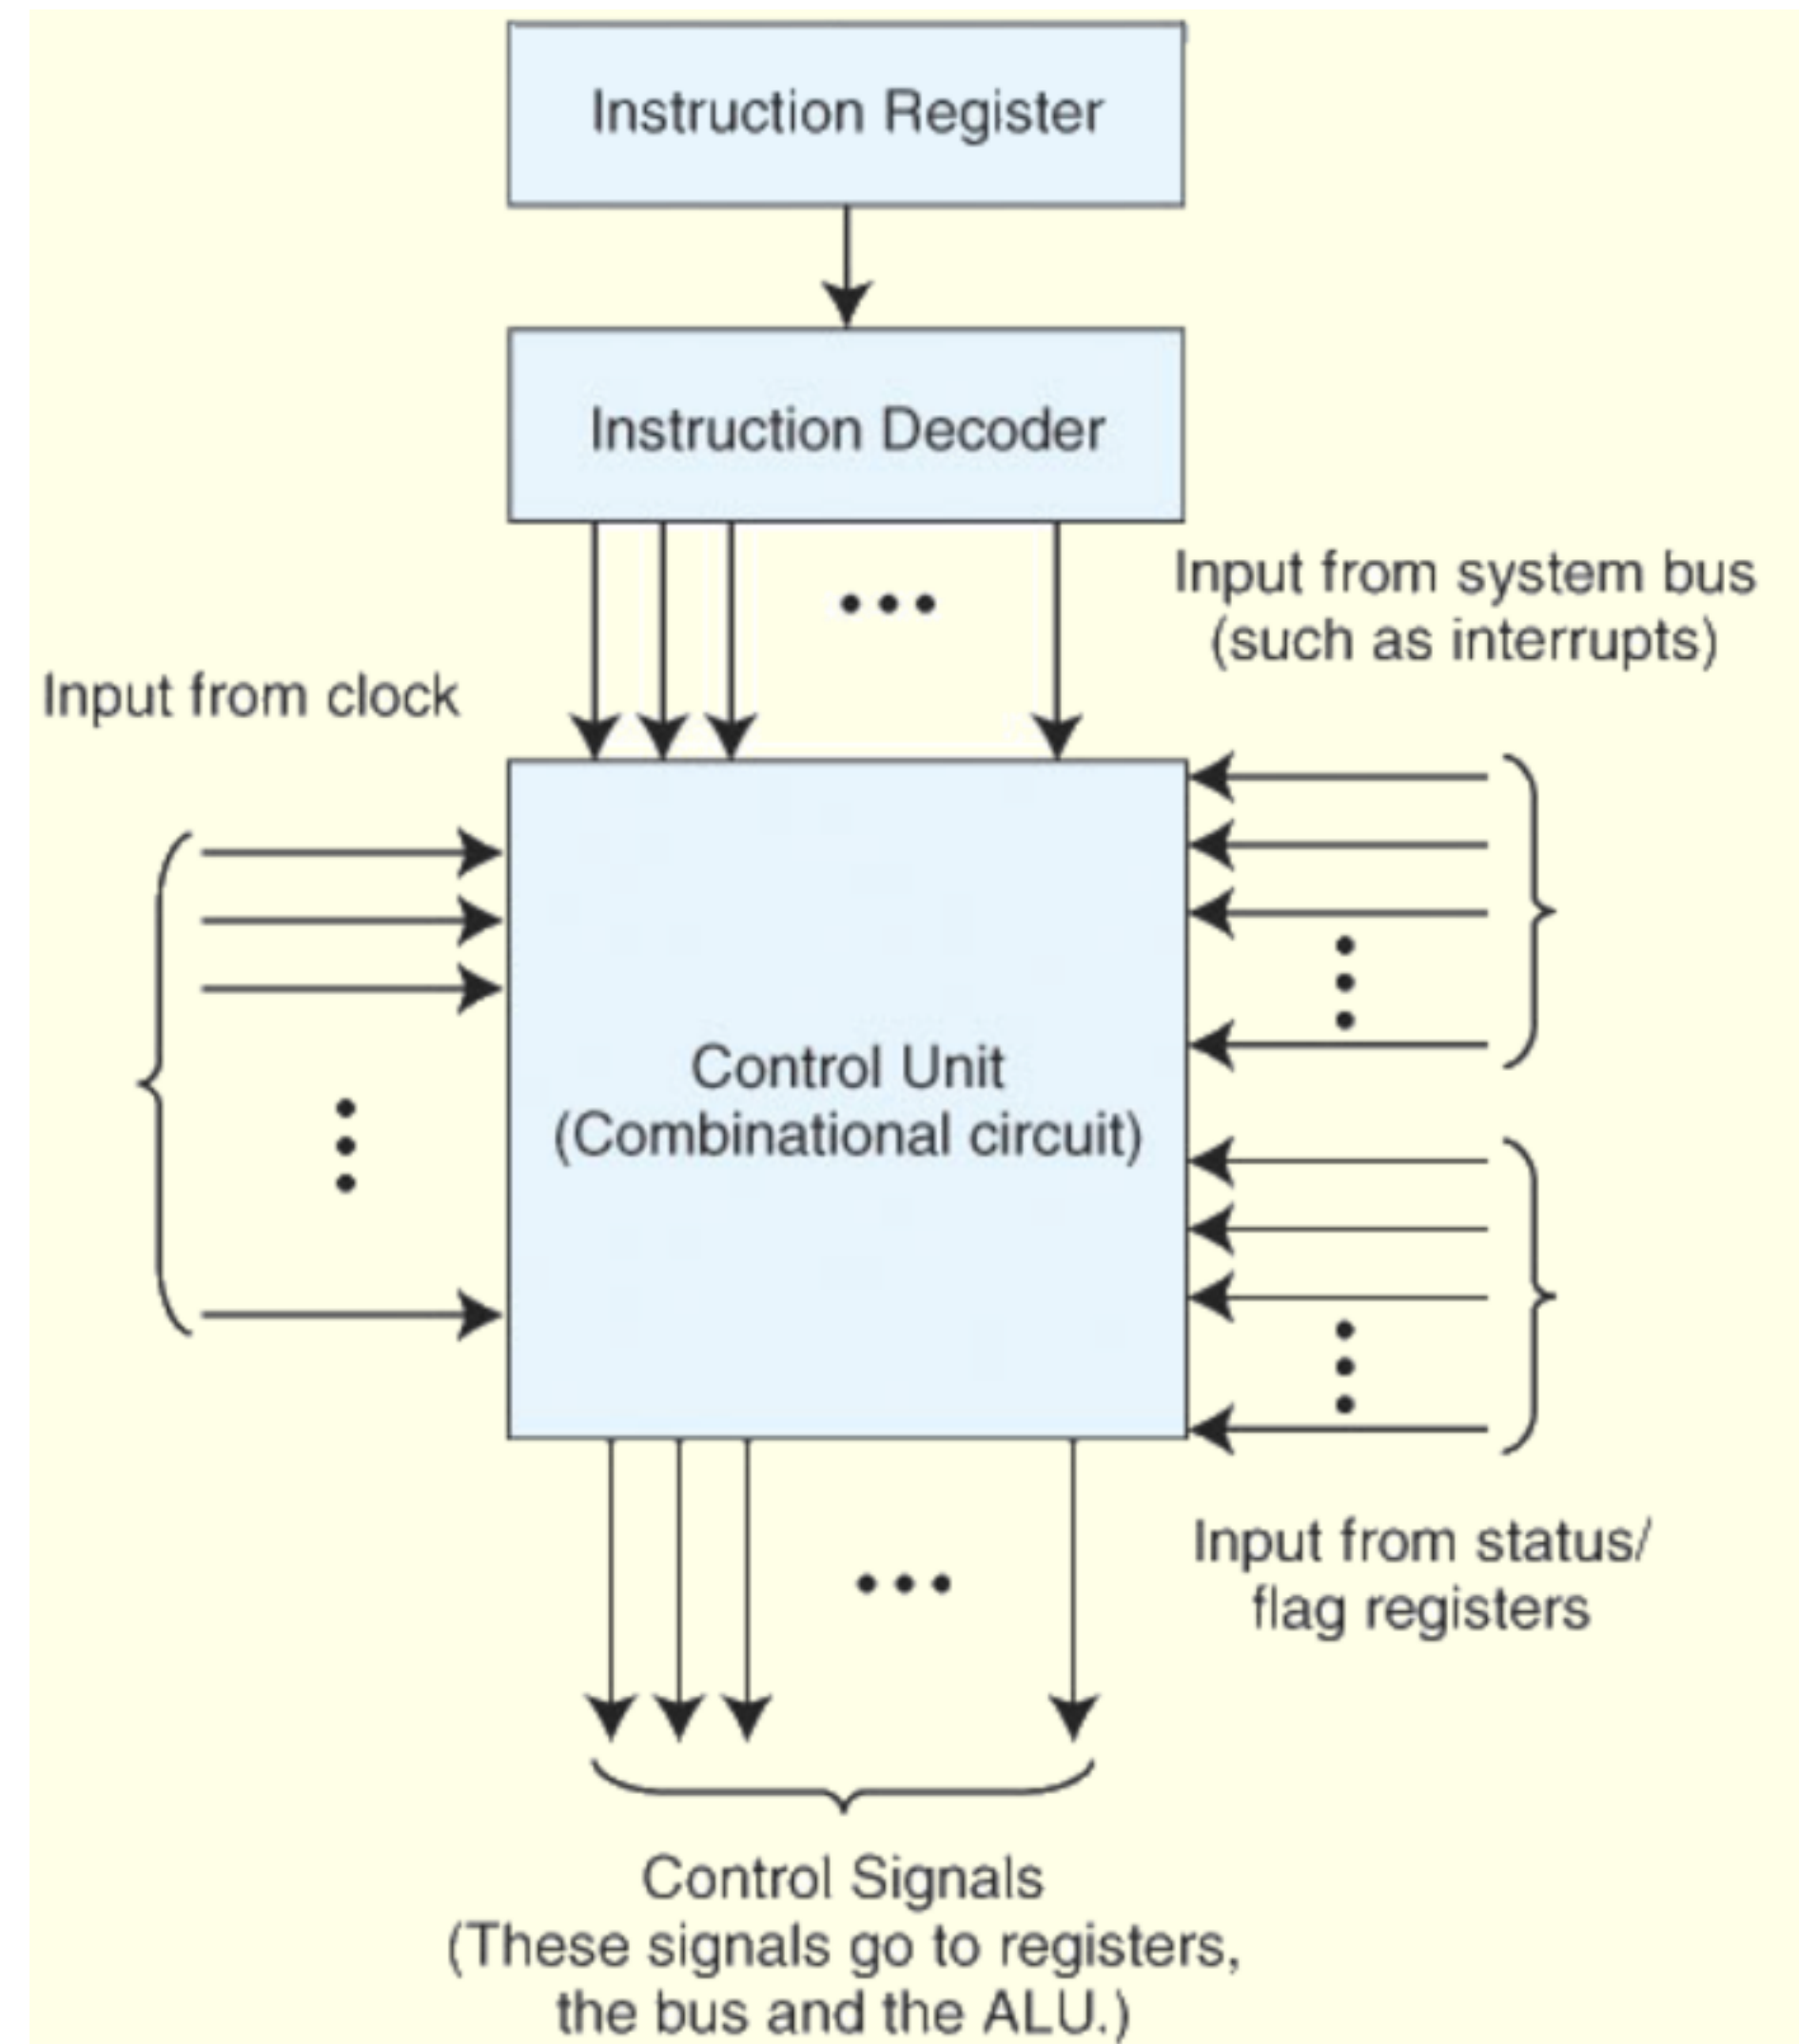 Instruction Register
Instruction Decoder
Input from system bus
(such as interrupts)
Input from clock
Control Unit
(Combinational circuit)
Input from status/
flag registers
Control Signals
(These signals go to registers,
the bus and the ALU.)